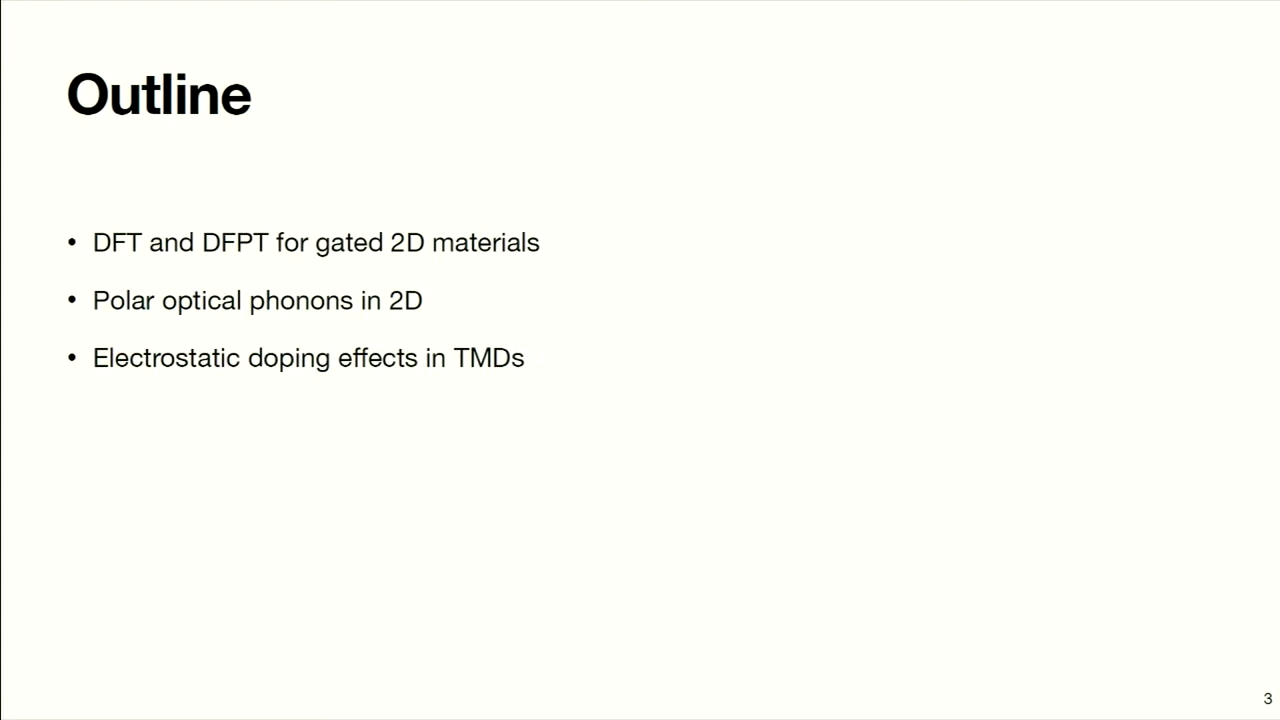 Outline
• DFT and DFPT for gated 2D materials
• Polar optical phonons in 2D
• Electrostatic doping effects in TMDs
3